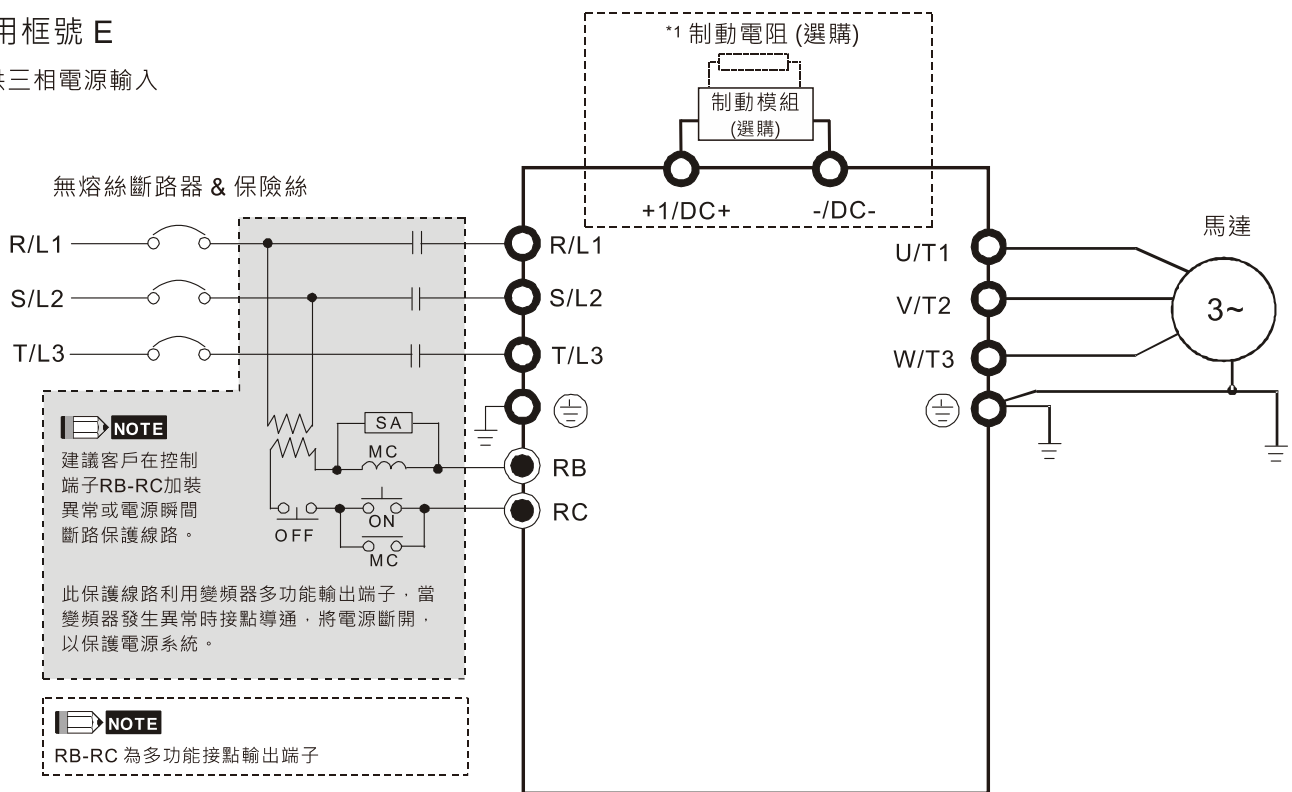 用框號 E
三相電源輸入
*1 制動電阻 (選購)
制動模組
(選購)
+1/DC+
-/DC-
無熔絲斷路器 & 保險絲
馬達
R/L1
R/L1
U/T1
S/L2
S/L2
V/T2
3~
T/L3
T/L3
W/T3
NOTE
建議客戶在控制
端子RB-RC加裝
異常或電源瞬間
斷路保護線路。
SA
MC
RB
OFF
ON
MC
RC
此保護線路利用變頻器多功能輸出端子，當
變頻器發生異常時接點導通，將電源斷開，
以保護電源系統。
NOTE
RB-RC 為多功能接點輸出端子